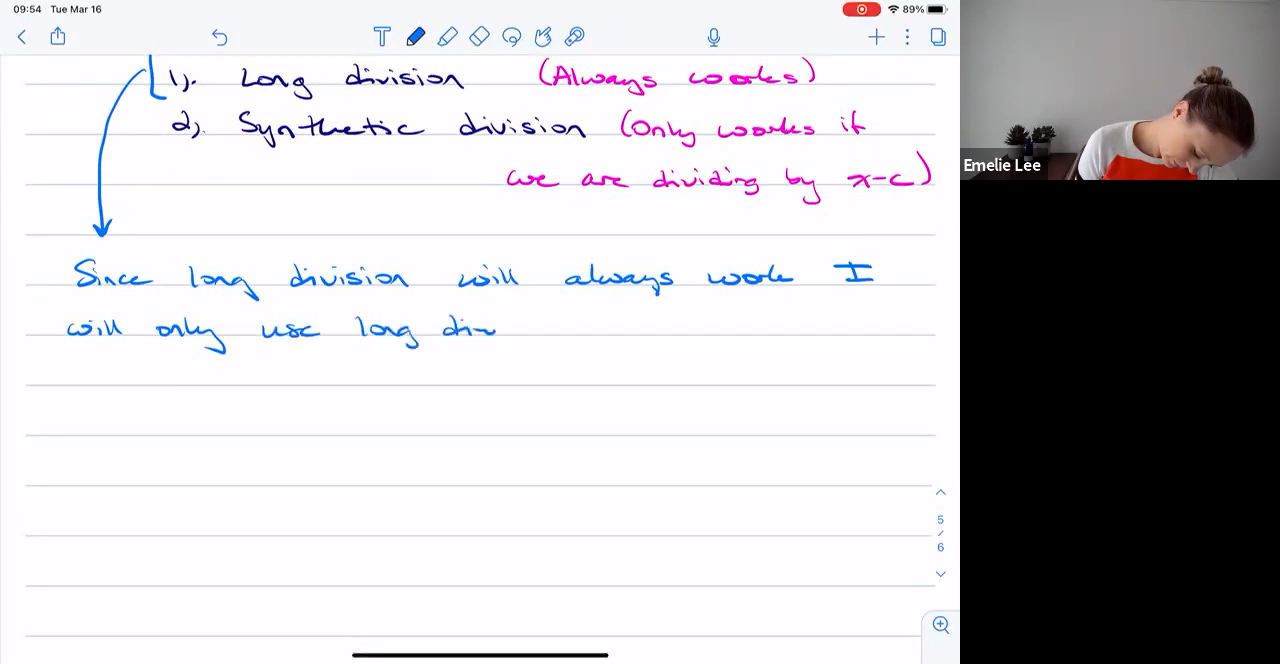 09:54 Tue Mar 16 89%
1). Long division (Always works)
2). Synthetic division (Only works if
we are dividing by x-c)
Emelie Lee
Since long division will always work I
will only use long div
5
6